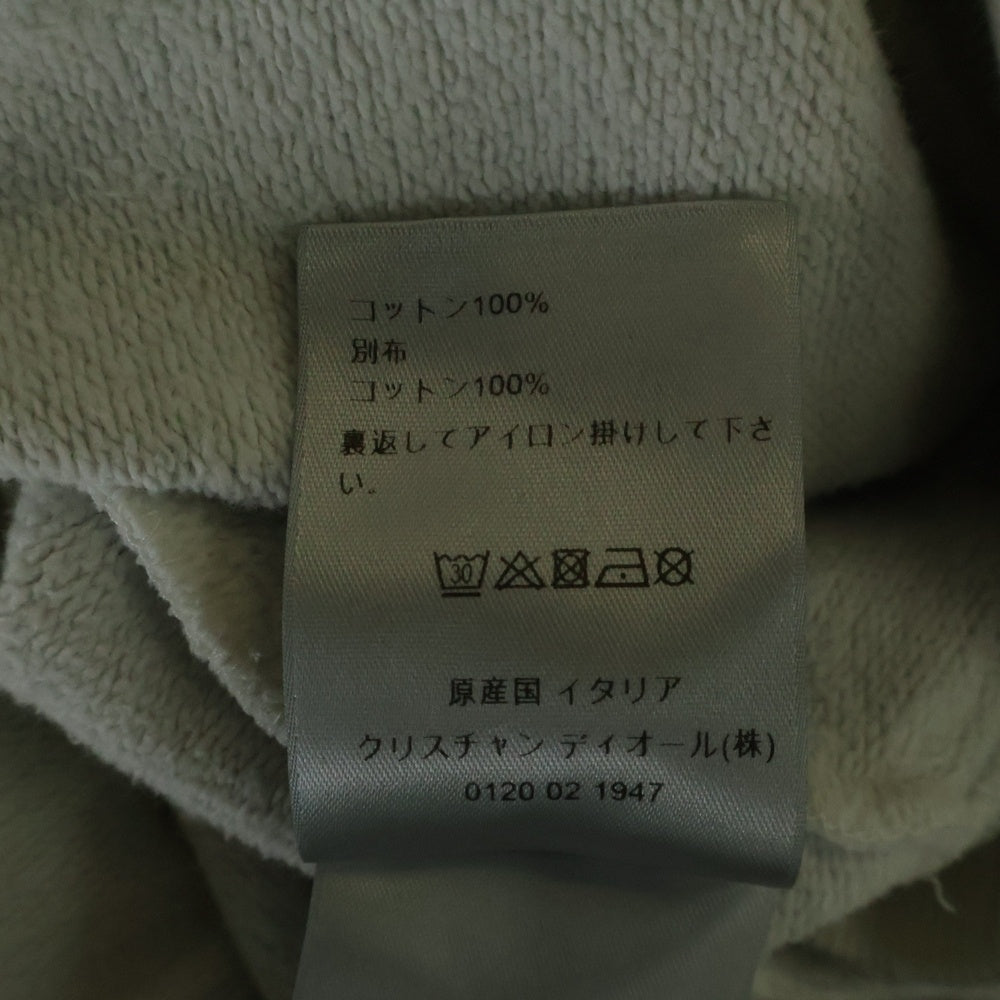 コットン100%
別布
コットン100%
裏返してアイロン掛けして下さ
い。
30
原産国 イタリア
クリスチャン ディオール(株)
0120 02 1947